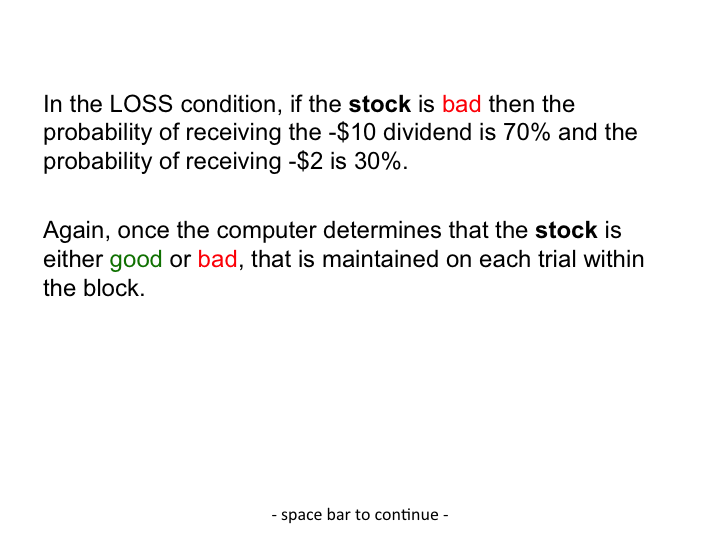 In the LOSS condition, if the stock is bad then the
probability of receiving the -$10 dividend is 70% and the
probability of receiving -$2 is 30%.
Again, once the computer determines that the stock is
either good or bad, that is maintained on each trial within
the block.
- space bar to continue -